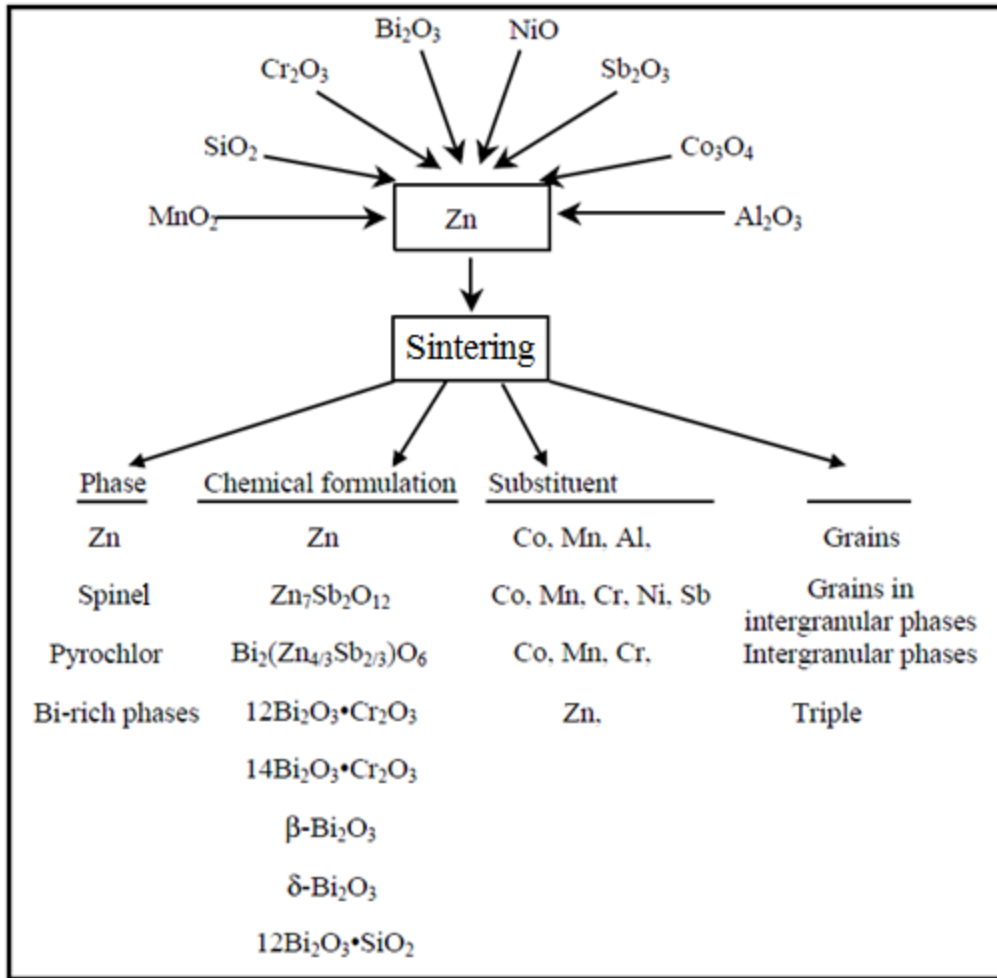 Bi₂O₃ NiO
Cr₂O₃ Sb₂O₃
SiO₂ Co₃O₄
MnO₂ Zn Al₂O₃
Sintering
Phase Chemical formulation Substituent
Zn Zn Co, Mn, Al, Grains
Spinel Zn₇Sb₂O₁₂ Co, Mn, Cr, Ni, Sb Grains in
intergranular phases
Pyrochlor Bi₂(Zn₄/₃Sb₂/₃)O₆ Co, Mn, Cr, Intergranular phases
Bi-rich phases 12Bi₂O₃•Cr₂O₃ Zn, Triple
14Bi₂O₃•Cr₂O₃
β-Bi₂O₃
δ-Bi₂O₃
12Bi₂O₃•SiO₂